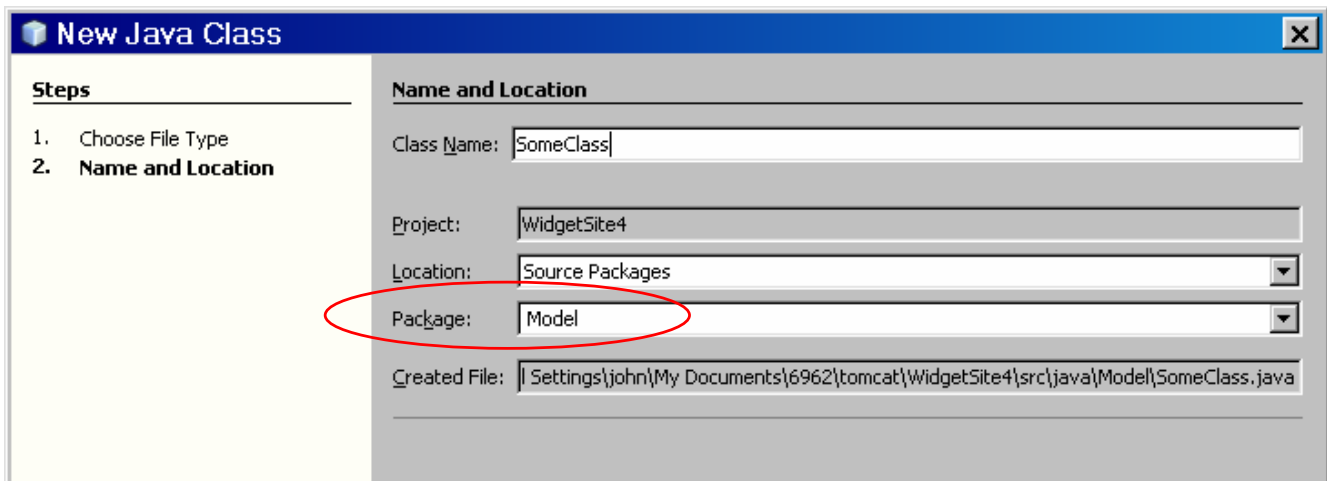 New Java Class
Steps
1. Choose File Type
2. Name and Location
Name and Location
Class Name: SomeClass
Project: WidgetSite4
Location: Source Packages
Package: Model
Created File: l Settings\john\My Documents\6962\tomcat\WidgetSite4\src\java\Model\SomeClass.java